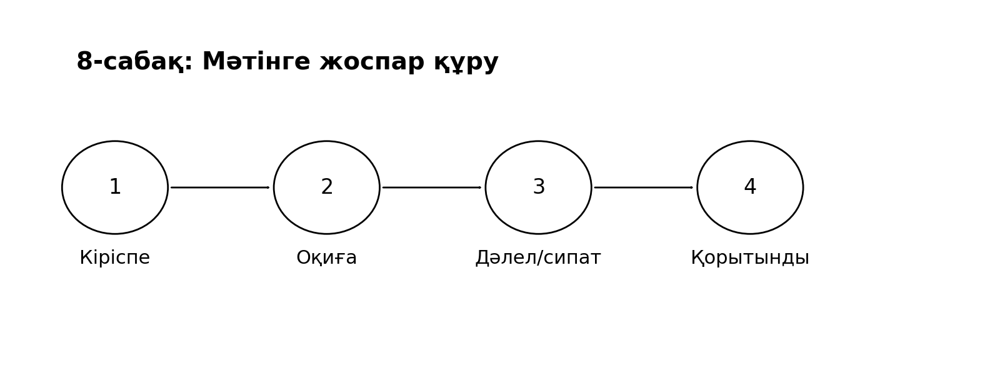 8-сабақ: Мәтінге жоспар құру
1 2 3 4
Кіріспе Оқиға Дәлел/сипат Қорытынды